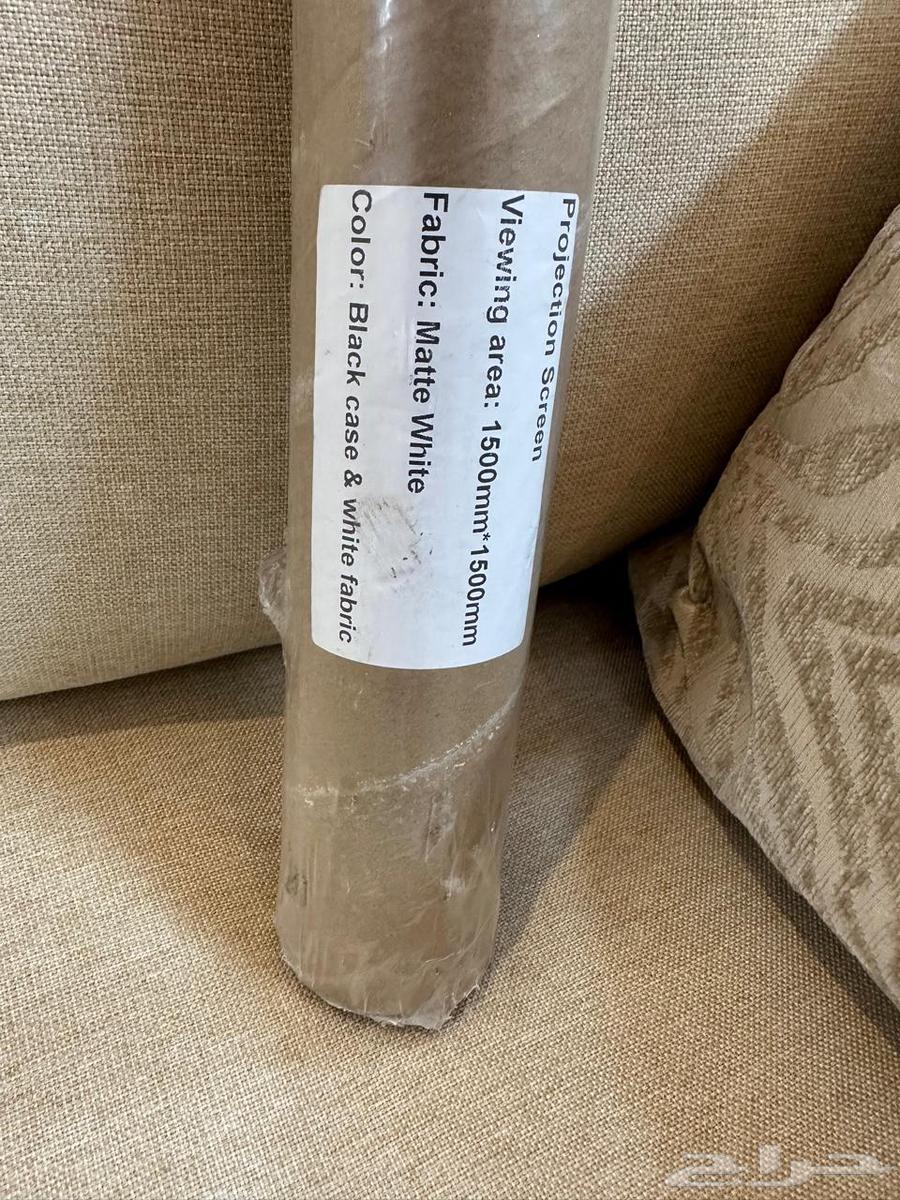 Projection Screen
Viewing area: 1500mm*1500mm
Fabric: Matte White
Color: Black case & white fabric
حراج